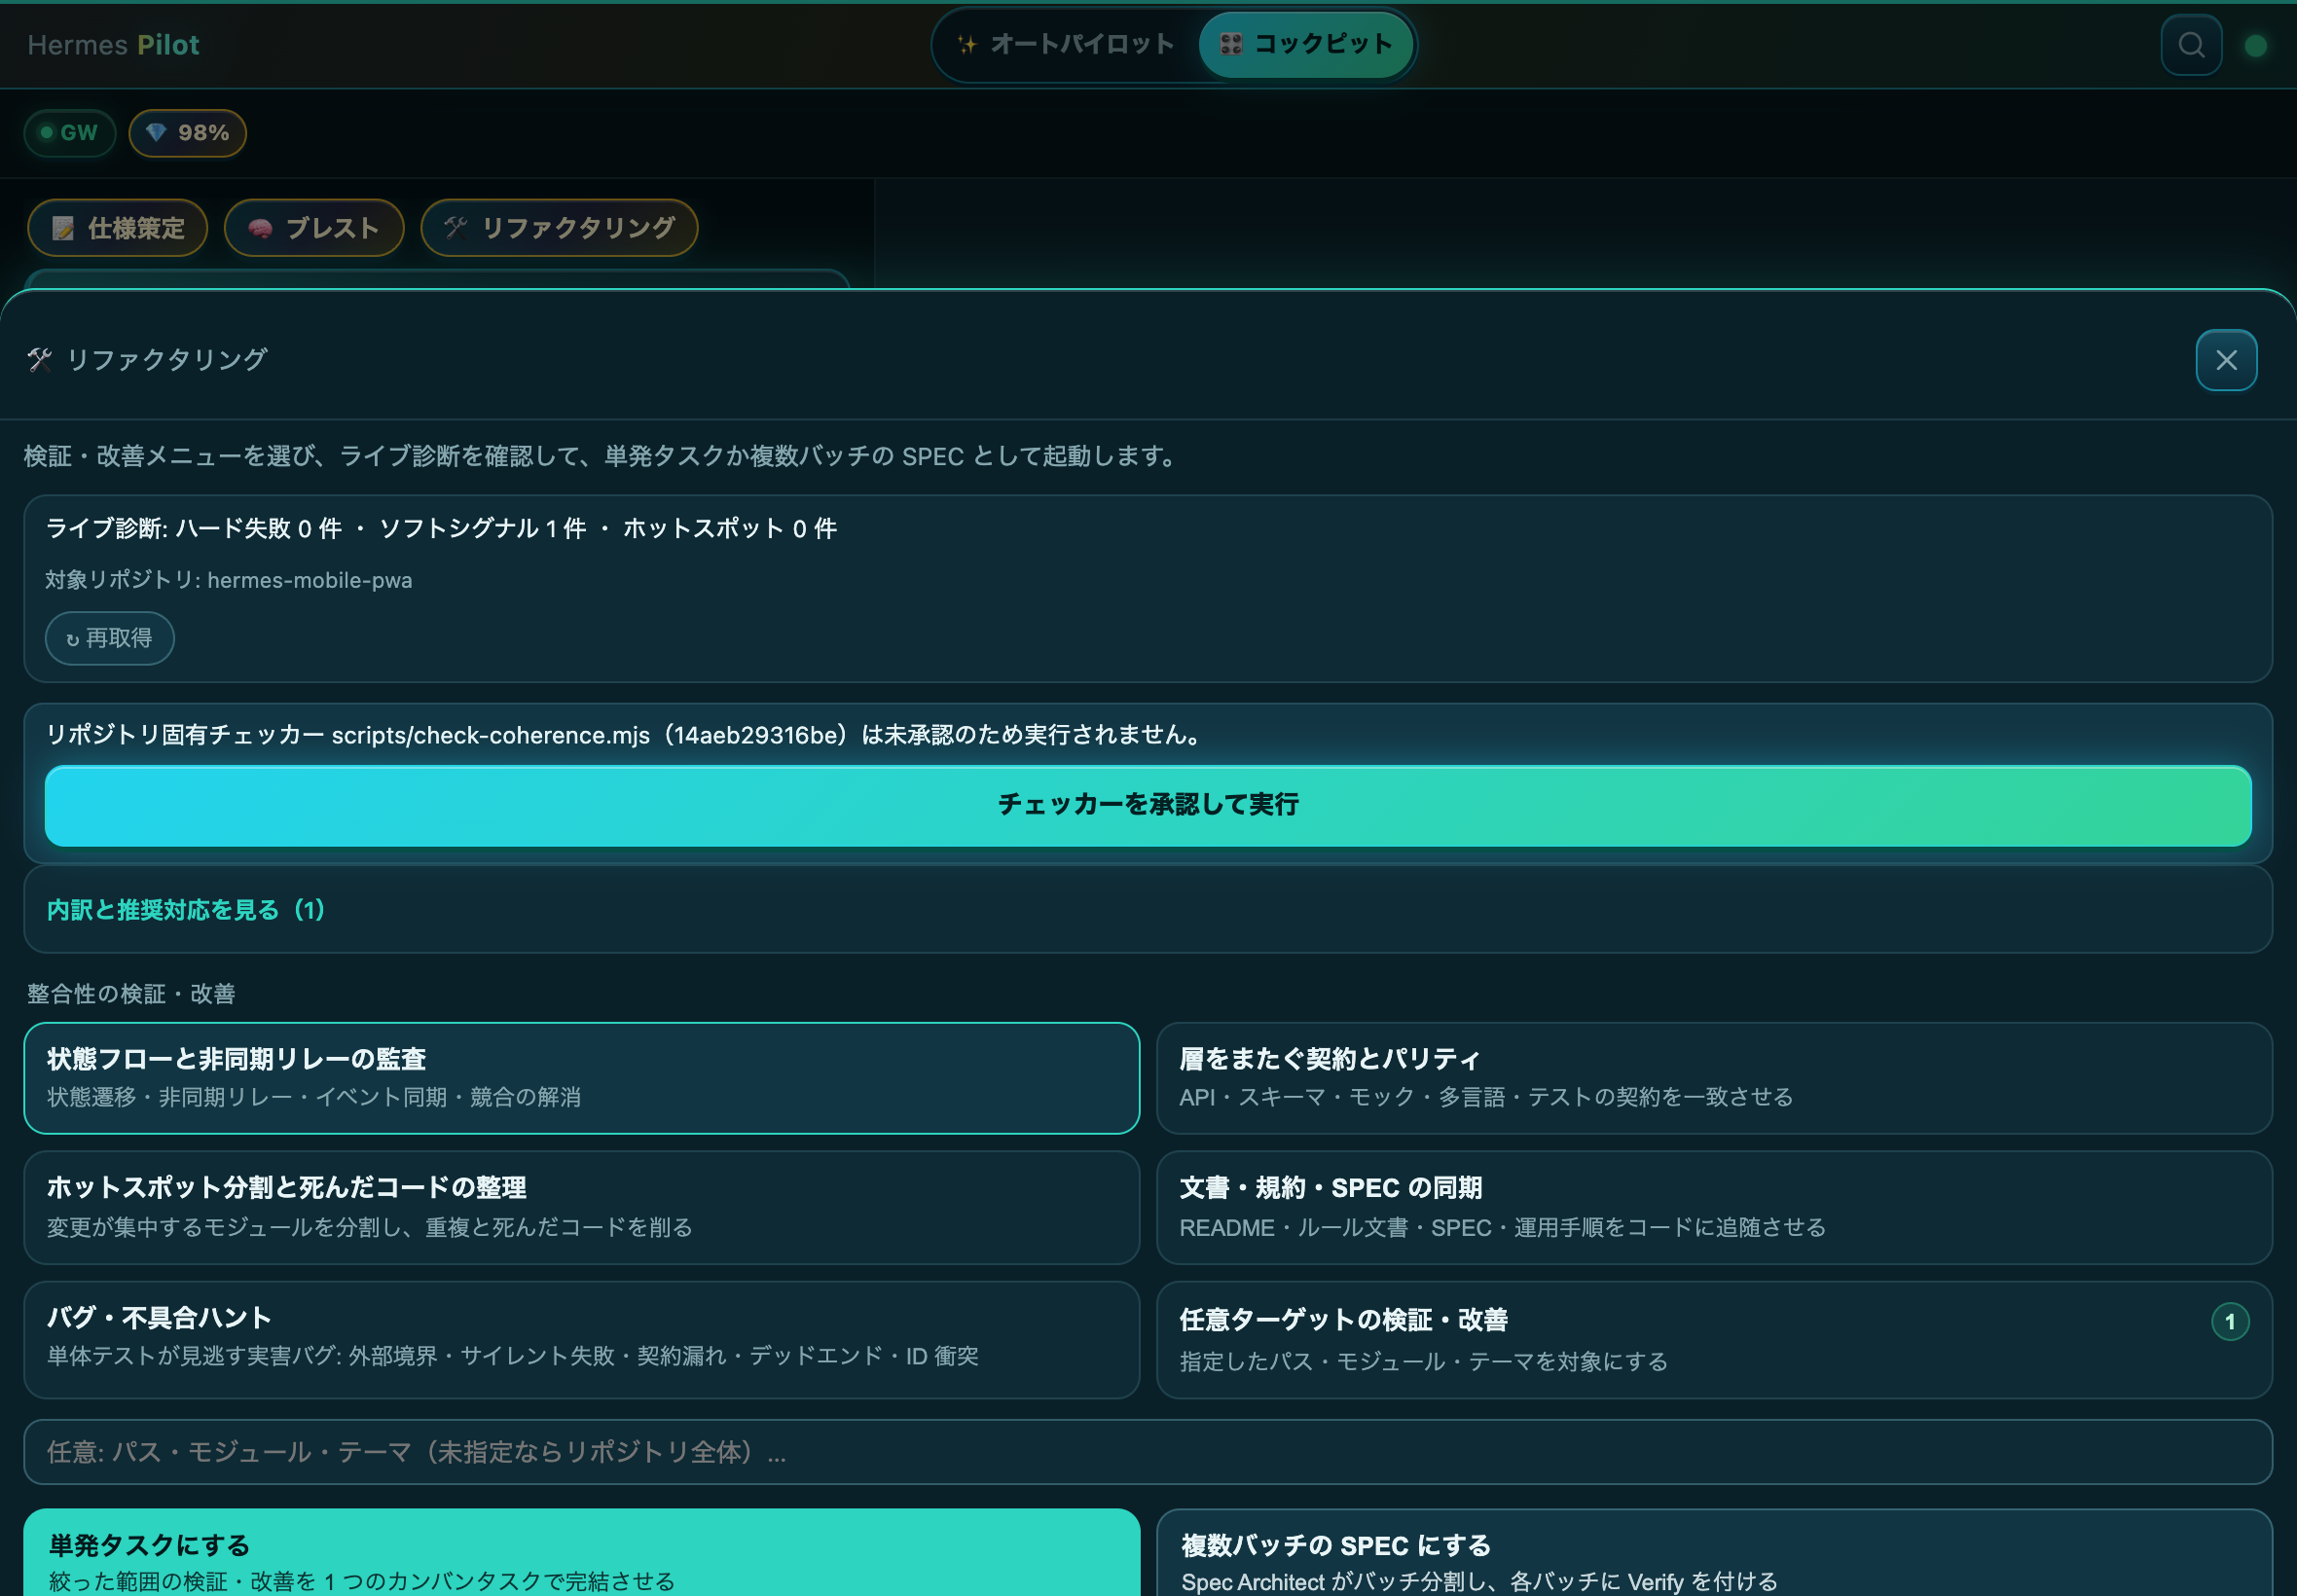 Hermes Pilot
✨ オートパイロット
🎛️ コックピット
GW
💎 98%
📝 仕様策定
🧠 ブレスト
🛠️ リファクタリング
🛠️ リファクタリング
検証・改善メニューを選び、ライブ診断を確認して、単発タスクか複数バッチの SPEC として起動します。
ライブ診断: ハード失敗 0 件 ・ ソフトシグナル 1 件 ・ ホットスポット 0 件
対象リポジトリ: hermes-mobile-pwa
↻ 再取得
リポジトリ固有チェッカー scripts/check-coherence.mjs（14aeb29316be）は未承認のため実行されません。
チェッカーを承認して実行
内訳と推奨対応を見る（1）
整合性の検証・改善
状態フローと非同期リレーの監査
状態遷移・非同期リレー・イベント同期・競合の解消
層をまたぐ契約とパリティ
API・スキーマ・モック・多言語・テストの契約を一致させる
ホットスポット分割と死んだコードの整理
変更が集中するモジュールを分割し、重複と死んだコードを削る
文書・規約・SPEC の同期
README・ルール文書・SPEC・運用手順をコードに追随させる
バグ・不具合ハント
単体テストが見逃す実害バグ: 外部境界・サイレント失敗・契約漏れ・デッドエンド・ID 衝突
任意ターゲットの検証・改善
1
指定したパス・モジュール・テーマを対象にする
任意: パス・モジュール・テーマ（未指定ならリポジトリ全体）...
単発タスクにする
絞った範囲の検証・改善を 1 つのカンバンタスクで完結させる
複数バッチの SPEC にする
Spec Architect がバッチ分割し、各バッチに Verify を付ける